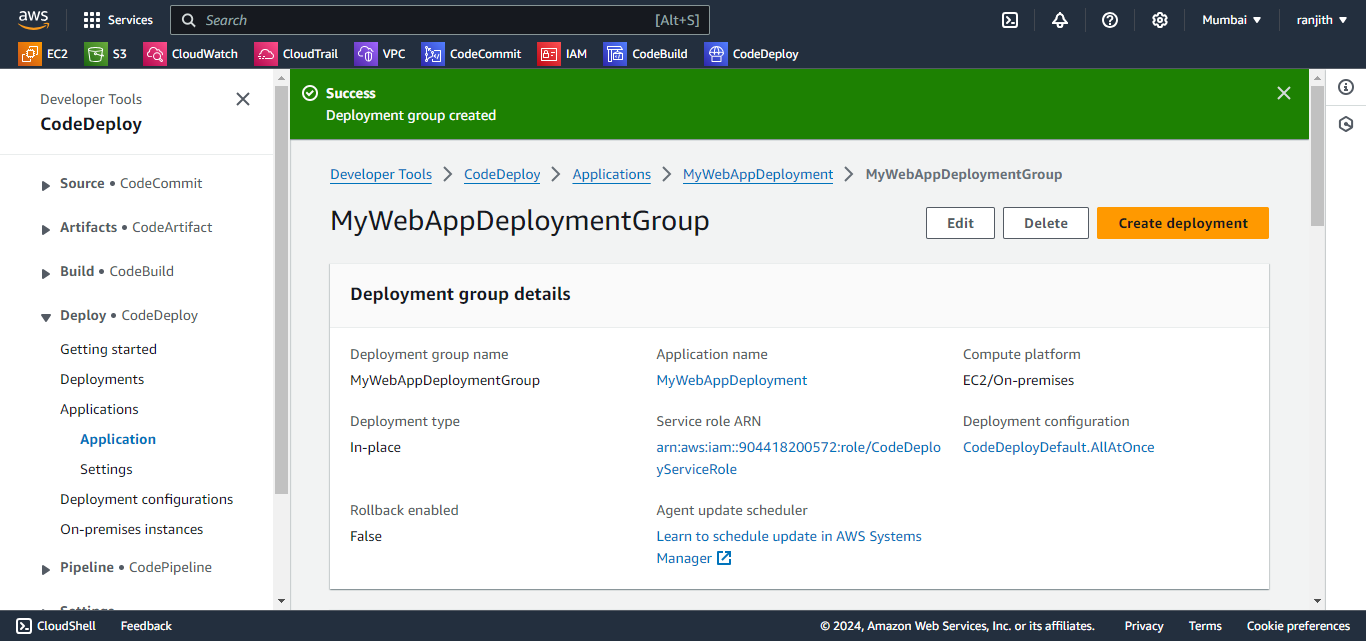 aws
Services
Search [Alt+S]
Mumbai
ranjith
EC2 S3 CloudWatch CloudTrail VPC CodeCommit IAM CodeBuild CodeDeploy
Developer Tools
CodeDeploy
Source • CodeCommit
Artifacts • CodeArtifact
Build • CodeBuild
Deploy • CodeDeploy
Getting started
Deployments
Applications
Application
Settings
Deployment configurations
On-premises instances
Pipeline • CodePipeline
Settings
Success
Deployment group created
Developer Tools > CodeDeploy > Applications > MyWebAppDeployment > MyWebAppDeploymentGroup
MyWebAppDeploymentGroup
Edit Delete Create deployment
Deployment group details
Deployment group name
MyWebAppDeploymentGroup
Application name
MyWebAppDeployment
Compute platform
EC2/On-premises
Deployment type
In-place
Service role ARN
arn:aws:iam::904418200572:role/CodeDeplo
yServiceRole
Deployment configuration
CodeDeployDefault.AllAtOnce
Rollback enabled
False
Agent update scheduler
Learn to schedule update in AWS Systems
Manager
CloudShell Feedback
© 2024, Amazon Web Services, Inc. or its affiliates. Privacy Terms Cookie preferences